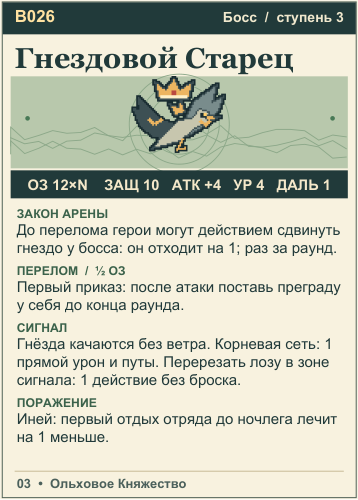 B026
Босс / ступень 3
Гнездовой Старец
ОЗ 12×N ЗАЩ 10 АТК +4 УР 4 ДАЛЬ 1
ЗАКОН АРЕНЫ
До перелома герои могут действием сдвинуть
гнездо у босса: он отходит на 1; раз за раунд.
ПЕРЕЛОМ / ½ ОЗ
Первый приказ: после атаки поставь преграду
у себя до конца раунда.
СИГНАЛ
Гнёзда качаются без ветра. Корневая сеть: 1
прямой урон и путы. Перерезать лозу в зоне
сигнала: 1 действие без броска.
ПОРАЖЕНИЕ
Иней: первый отдых отряда до ночлега лечит
на 1 меньше.
03 • Ольховое Княжество